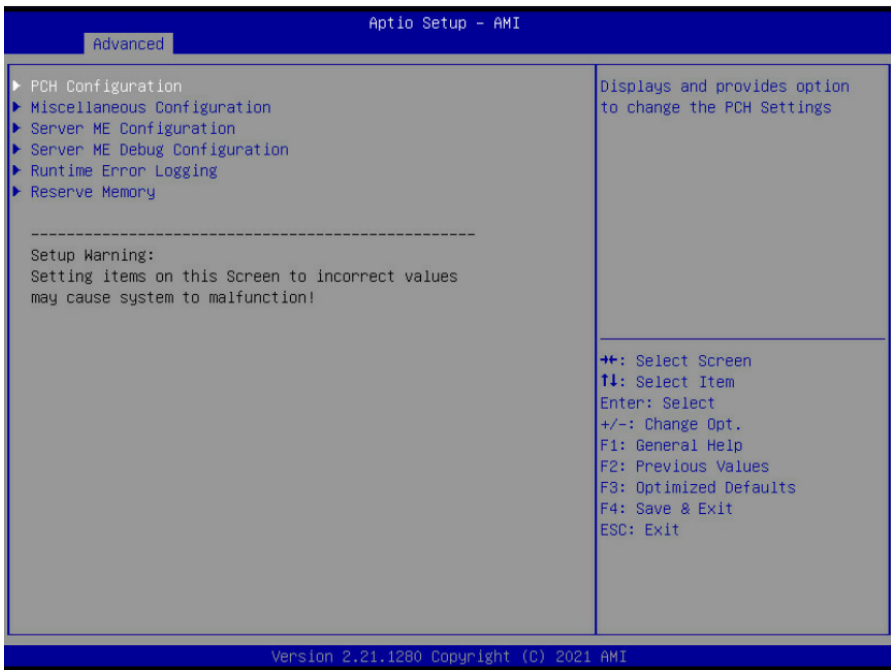 Aptio Setup – AMI
Advanced
PCH Configuration
Miscellaneous Configuration
Server ME Configuration
Server ME Debug Configuration
Runtime Error Logging
Reserve Memory
--------------------------------------------------
Setup Warning:
Setting items on this Screen to incorrect values
may cause system to malfunction!
Displays and provides option
to change the PCH Settings
→←: Select Screen
↑↓: Select Item
Enter: Select
+/-: Change Opt.
F1: General Help
F2: Previous Values
F3: Optimized Defaults
F4: Save & Exit
ESC: Exit
Version 2.21.1280 Copyright (C) 2021 AMI